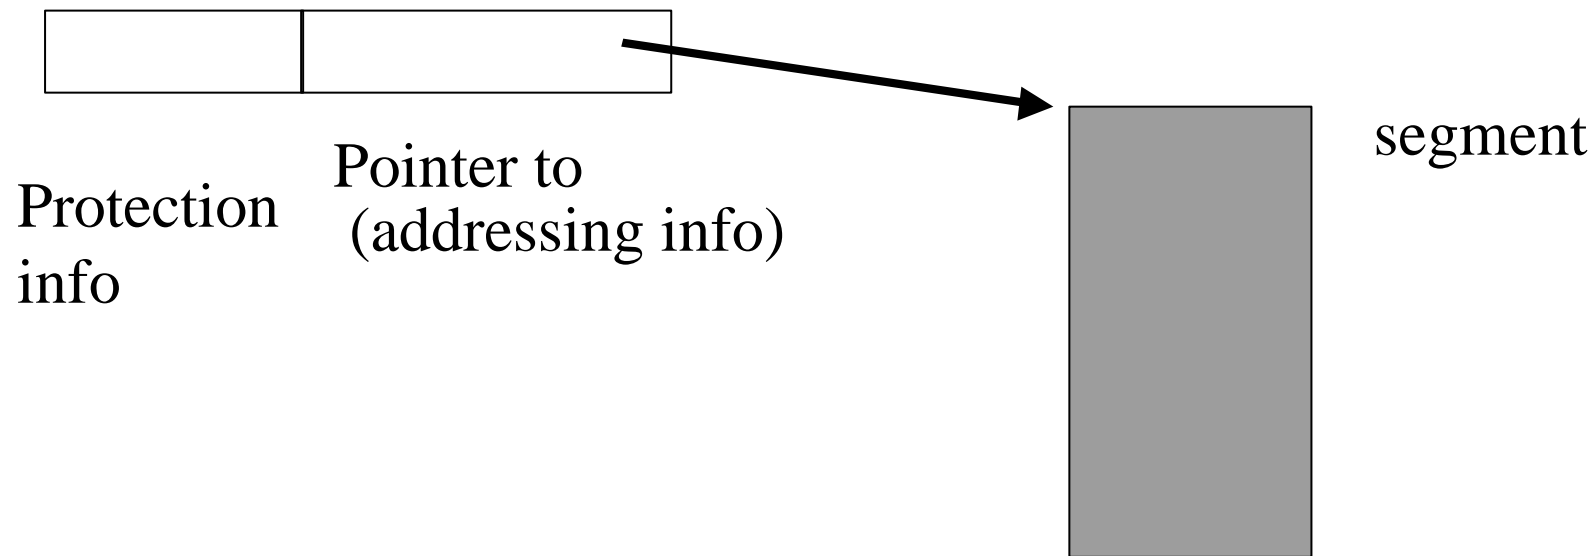 Protection
info
Pointer to
(addressing info)
segment